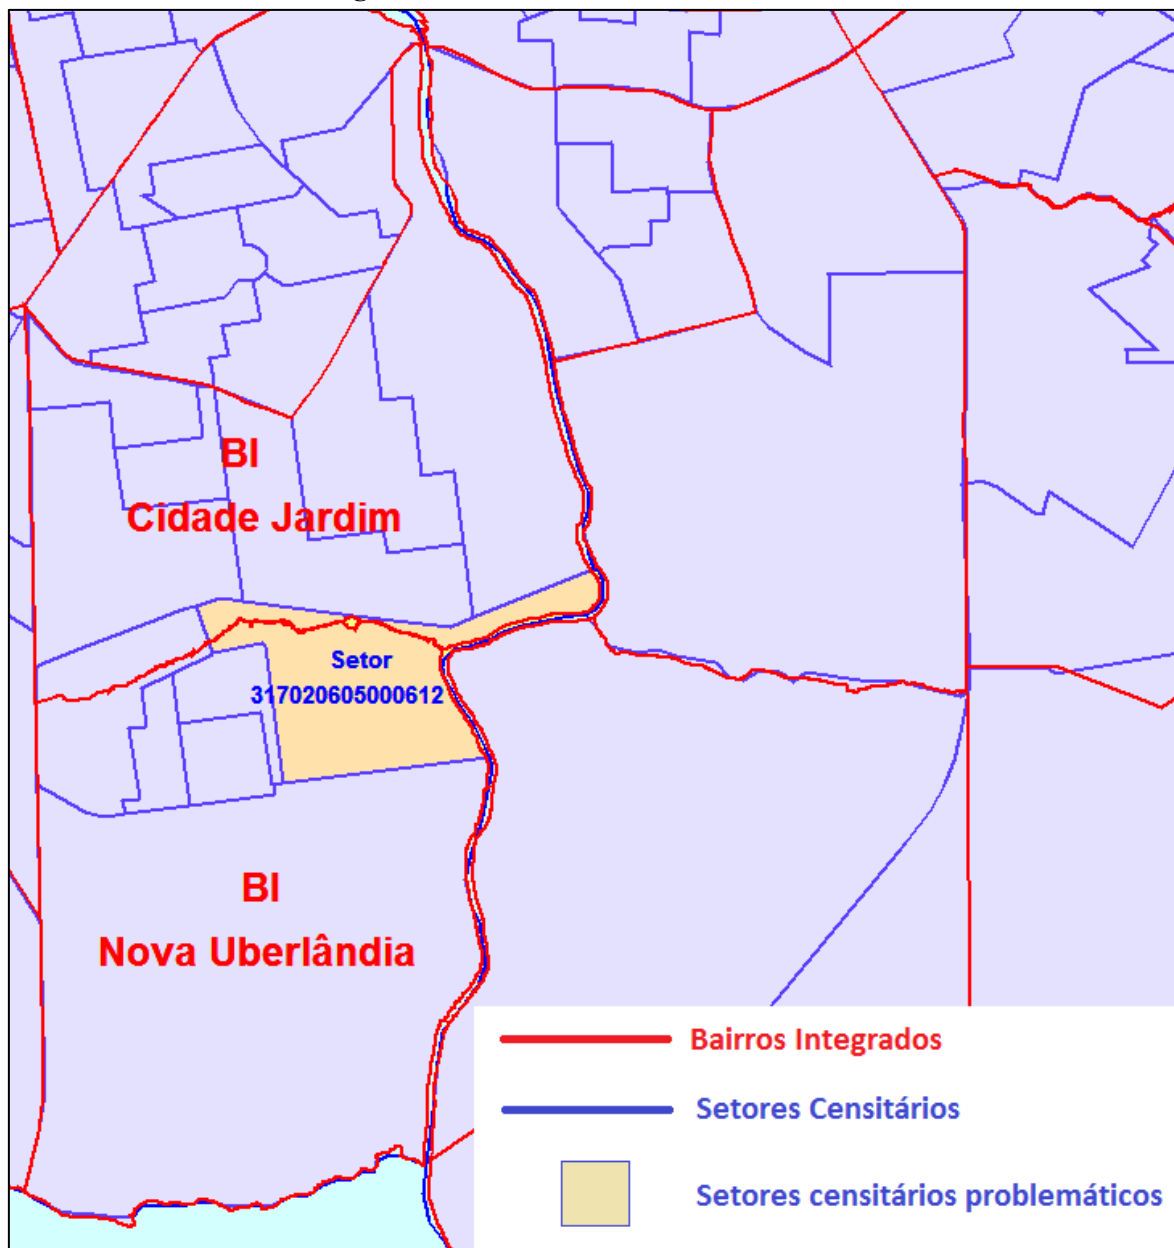 BI
Cidade Jardim
Setor
317020605000612
BI
Nova Uberlândia
Bairros Integrados
Setores Censitários
Setores censitários problemáticos